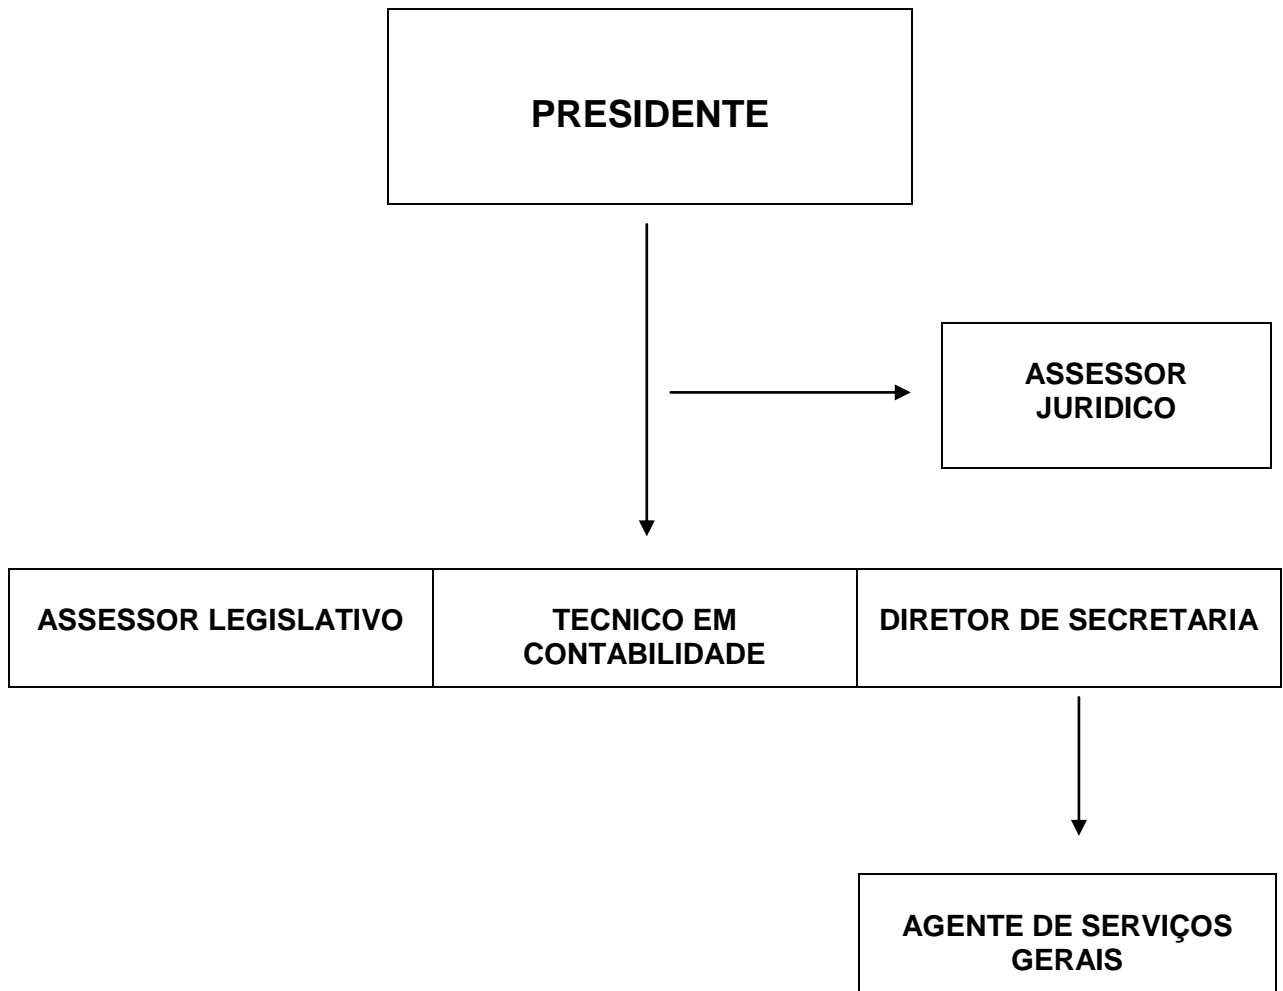 PRESIDENTE
ASSESSOR
JURIDICO
ASSESSOR LEGISLATIVO
TECNICO EM
CONTABILIDADE
DIRETOR DE SECRETARIA
AGENTE DE SERVIÇOS
GERAIS